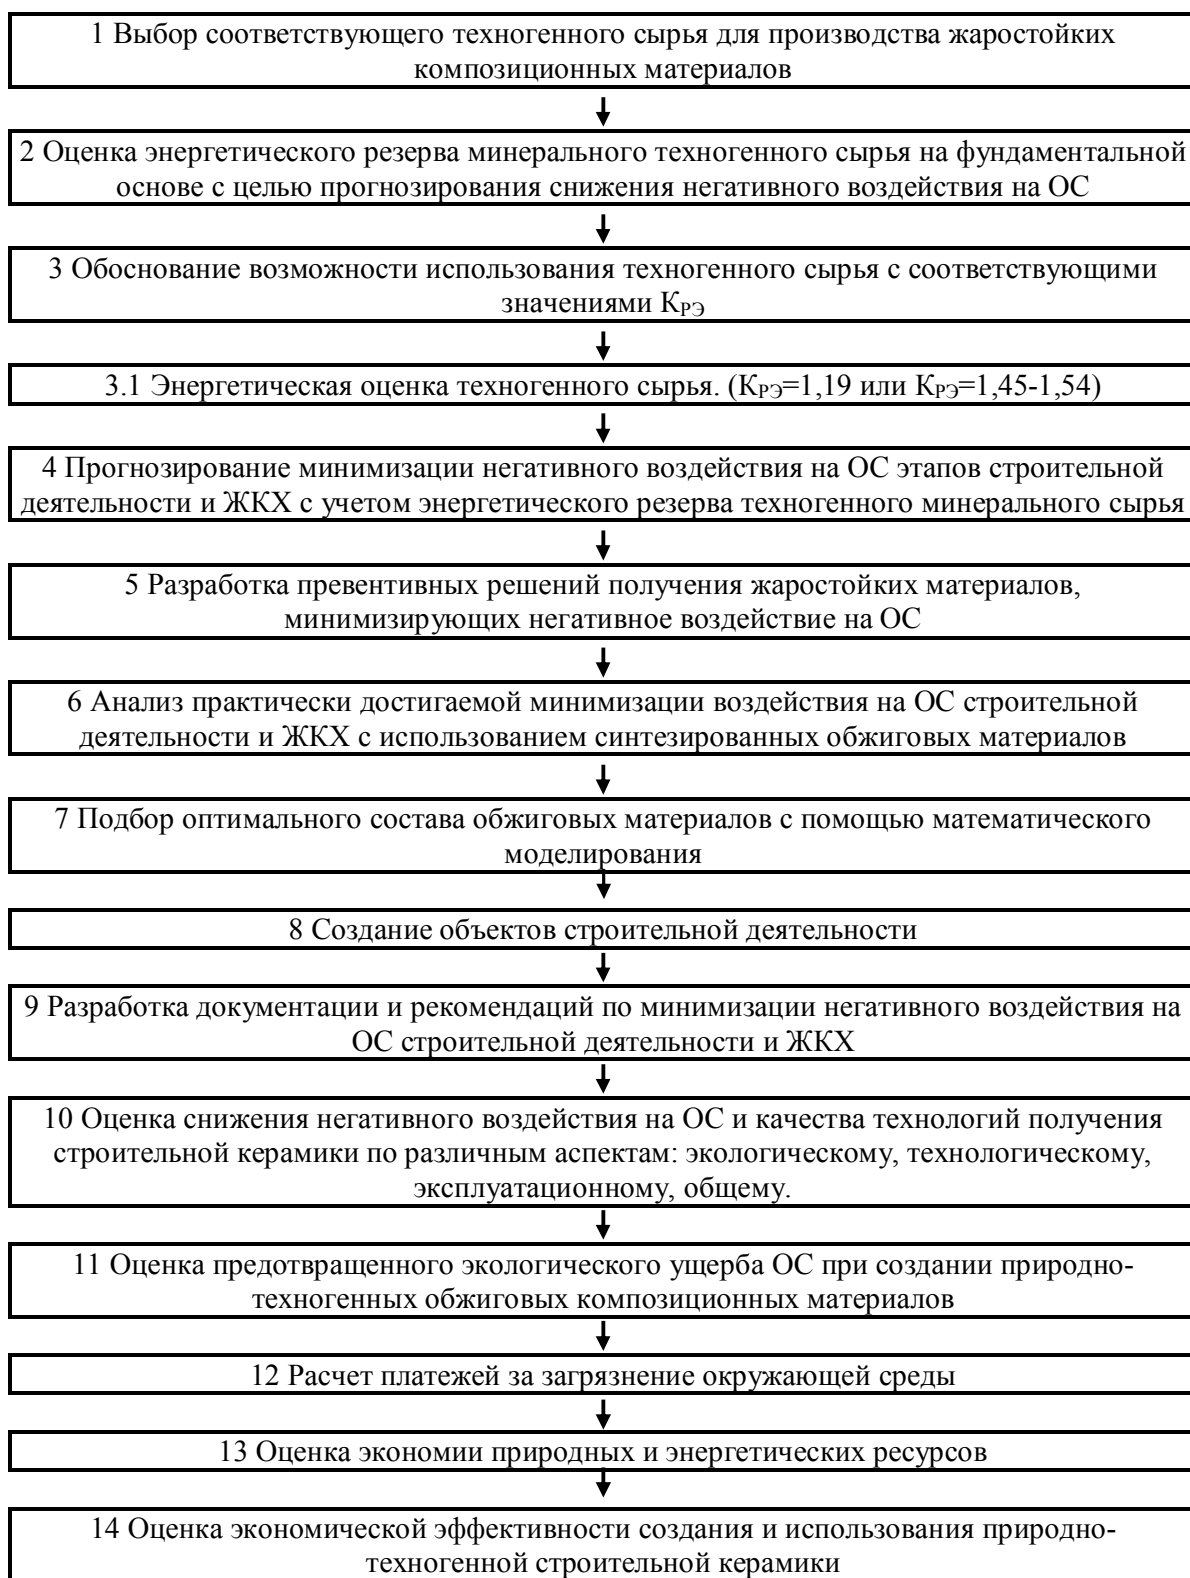 1 Выбор соответствующего техногенного сырья для производства жаростойких
композиционных материалов
2 Оценка энергетического резерва минерального техногенного сырья на фундаментальной
основе с целью прогнозирования снижения негативного воздействия на ОС
3 Обоснование возможности использования техногенного сырья с соответствующими
значениями КРЭ
3.1 Энергетическая оценка техногенного сырья. (КРЭ=1,19 или КРЭ=1,45-1,54)
4 Прогнозирование минимизации негативного воздействия на ОС этапов строительной
деятельности и ЖКХ с учетом энергетического резерва техногенного минерального сырья
5 Разработка превентивных решений получения жаростойких материалов,
минимизирующих негативное воздействие на ОС
6 Анализ практически достигаемой минимизации воздействия на ОС строительной
деятельности и ЖКХ с использованием синтезированных обжиговых материалов
7 Подбор оптимального состава обжиговых материалов с помощью математического
моделирования
8 Создание объектов строительной деятельности
9 Разработка документации и рекомендаций по минимизации негативного воздействия на
ОС строительной деятельности и ЖКХ
10 Оценка снижения негативного воздействия на ОС и качества технологий получения
строительной керамики по различным аспектам: экологическому, технологическому,
эксплуатационному, общему.
11 Оценка предотвращенного экологического ущерба ОС при создании природно-
техногенных обжиговых композиционных материалов
12 Расчет платежей за загрязнение окружающей среды
13 Оценка экономии природных и энергетических ресурсов
14 Оценка экономической эффективности создания и использования природно-
техногенной строительной керамики